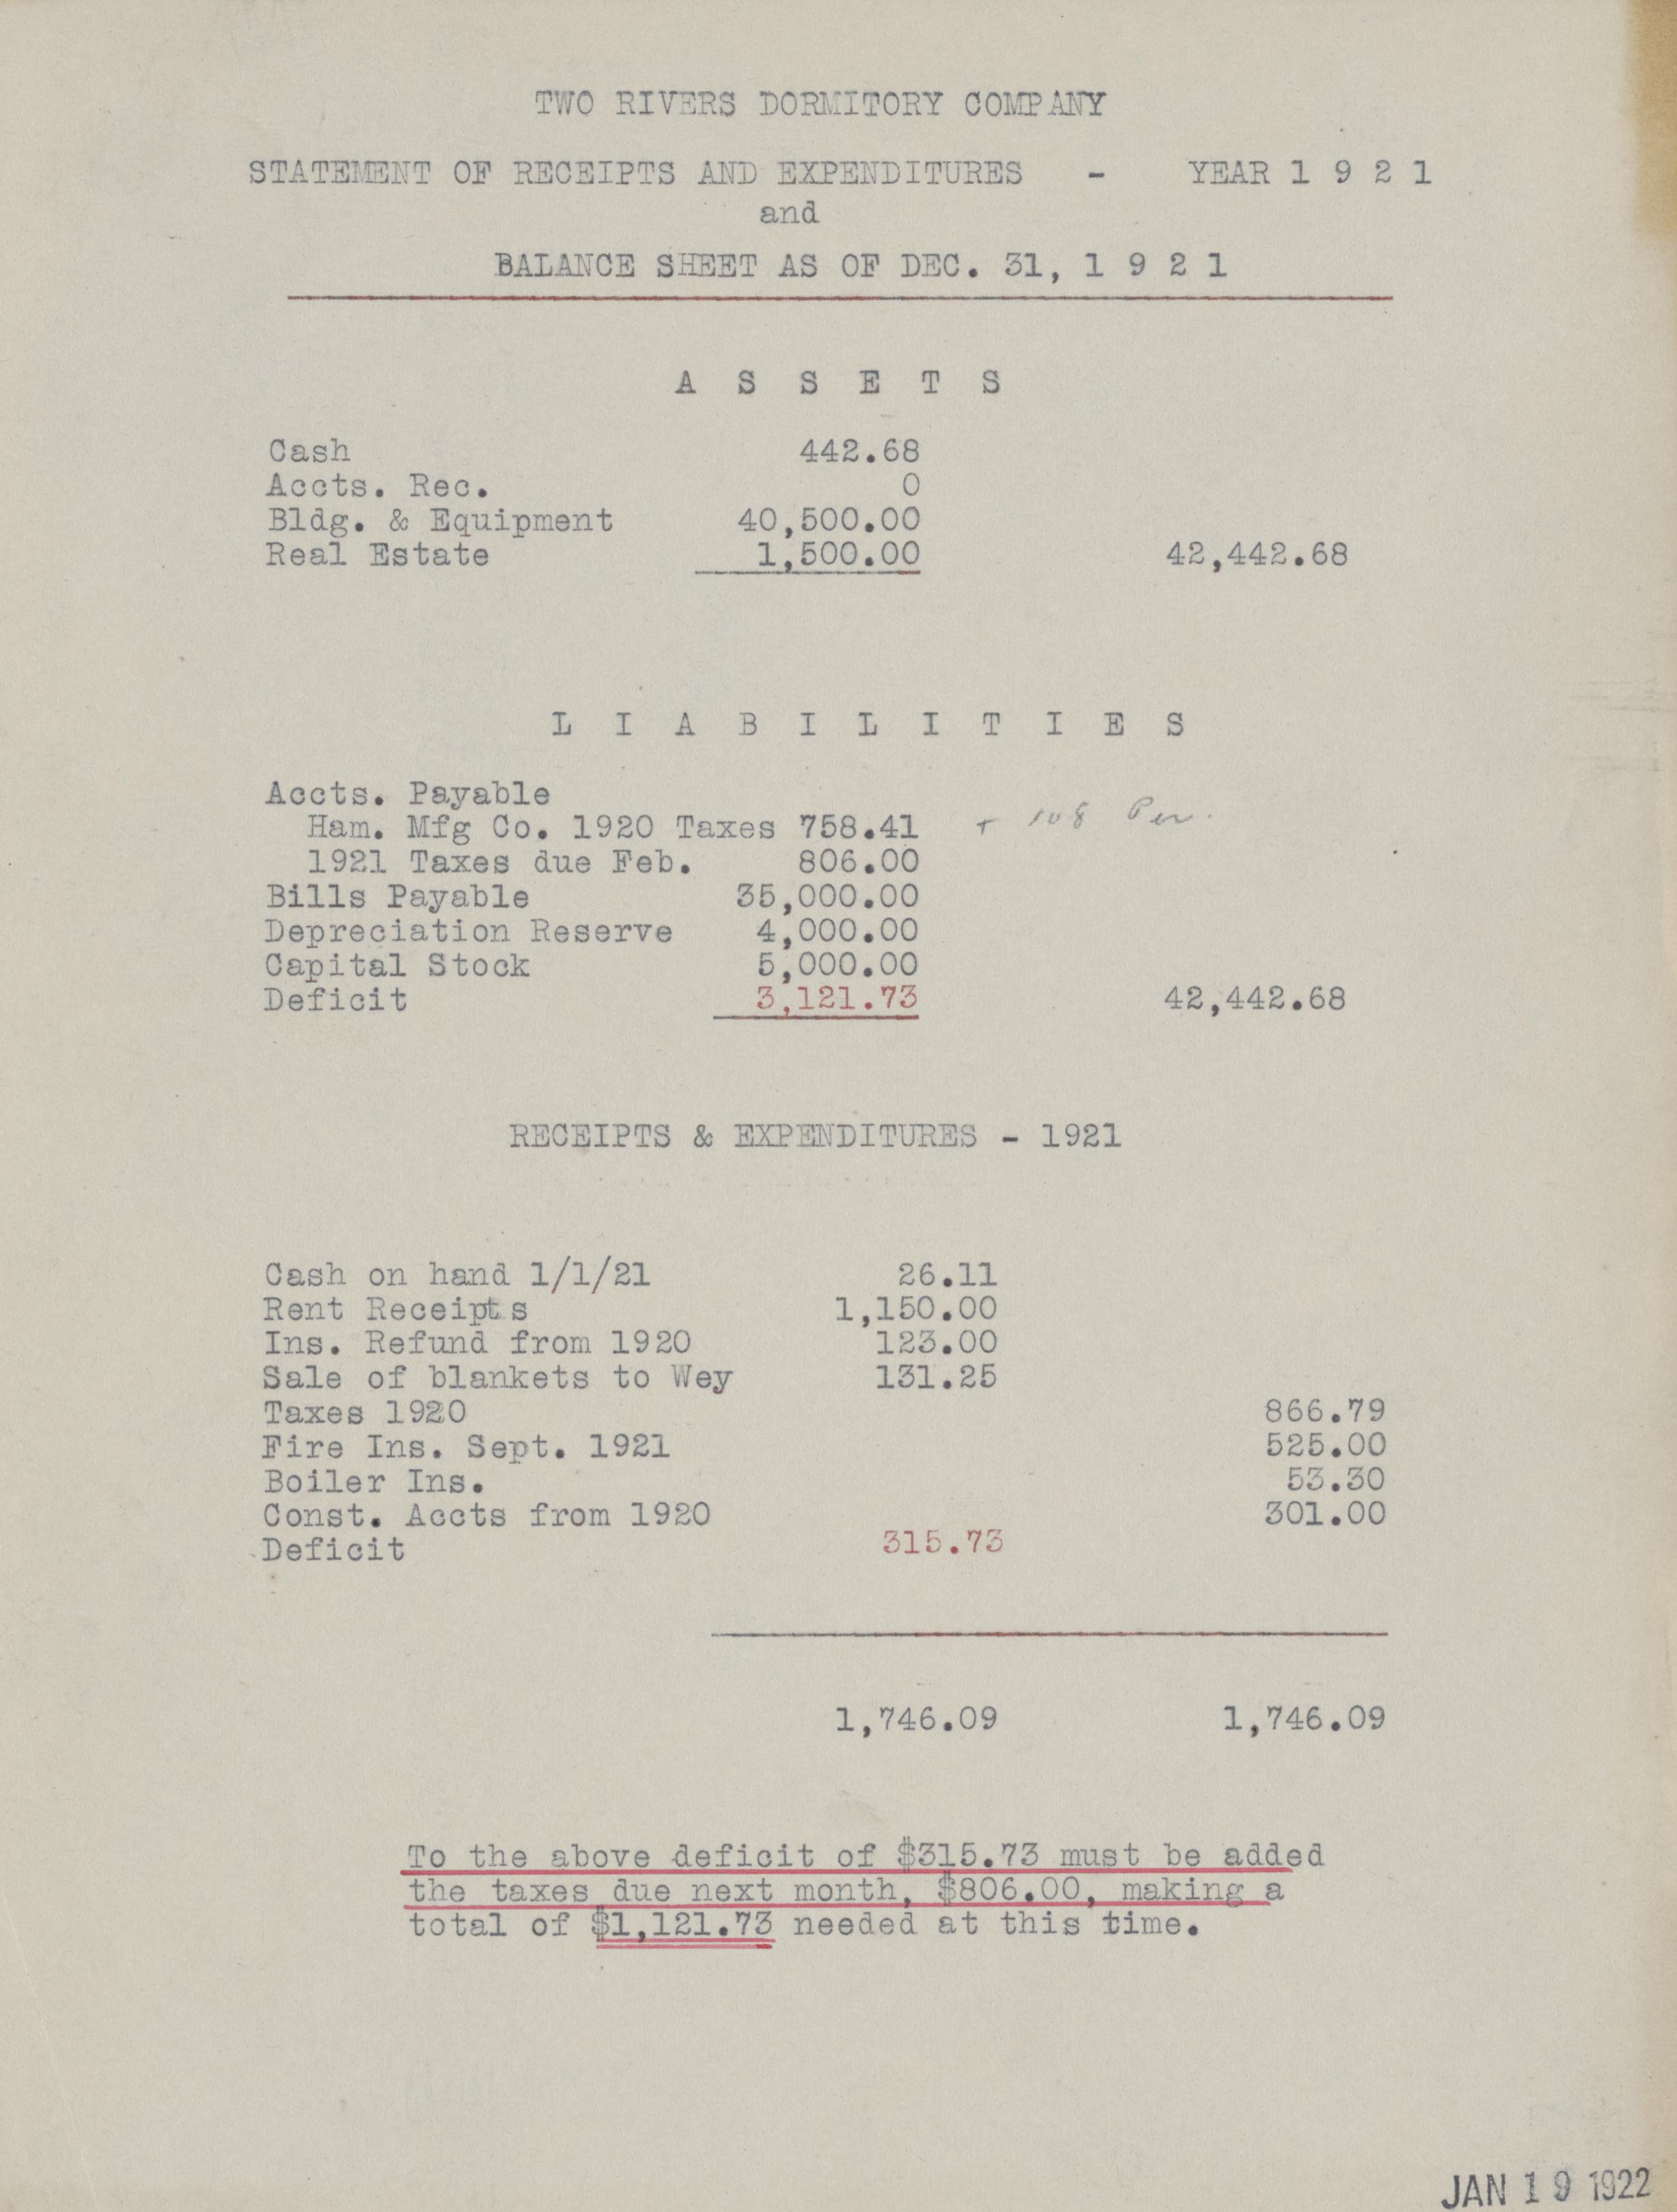 TWO RIVERS DORMITORY COMPANY
STATEMENT OF RECEIPTS AND EXPENDITURES - YEAR 1 9 2 1
and
BALANCE SHEET AS OF DEC. 31, 1 9 2 1
A S S E T S
Cash 442.68
Accts. Rec. 0
Bldg. & Equipment 40,500.00
Real Estate 1,500.00 42,442.68
L I A B I L I T I E S
Accts. Payable
Ham. Mfg Co. 1920 Taxes 758.41 + 108
1921 Taxes due Feb. 806.00
Bills Payable 35,000.00
Depreciation Reserve 4,000.00
Capital Stock 5,000.00
Deficit 3,121.73 42,442.68
RECEIPTS & EXPENDITURES - 1921
Cash on hand 1/1/21 26.11
Rent Receipts 1,150.00
Ins. Refund from 1920 123.00
Sale of blankets to Wey 131.25
Taxes 1920 866.79
Fire Ins. Sept. 1921 525.00
Boiler Ins. 53.30
Const. Accts from 1920 301.00
Deficit 315.73
1,746.09 1,746.09
To the above deficit of $315.73 must be added
the taxes due next month, $806.00, making a
total of $1,121.73 needed at this time.
JAN 19 1922